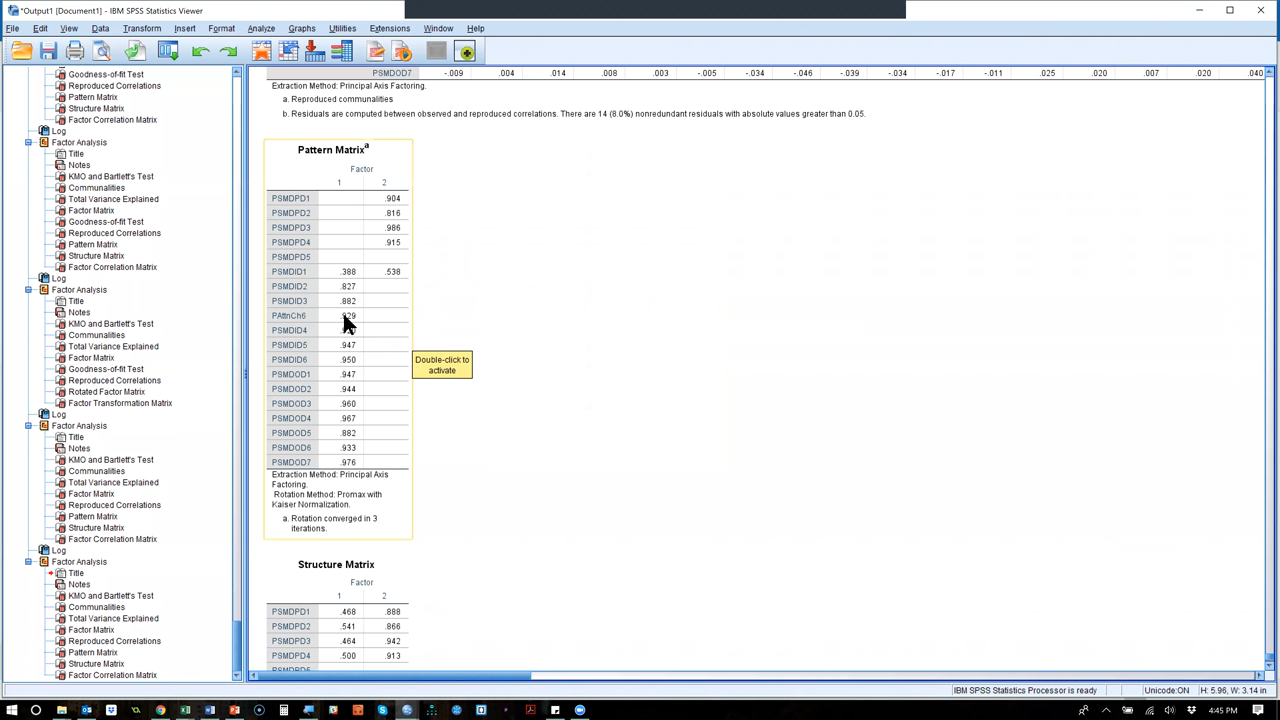 *Output1 [Document1] - IBM SPSS Statistics Viewer
File Edit View Data Transform Insert Format Analyze Graphs Utilities Extensions Window Help
Goodness-of-fit Test
Reproduced Correlations
Pattern Matrix
Structure Matrix
Factor Correlation Matrix
Log
Factor Analysis
Title
Notes
KMO and Bartlett's Test
Communalities
Total Variance Explained
Factor Matrix
Goodness-of-fit Test
Reproduced Correlations
Pattern Matrix
Structure Matrix
Factor Correlation Matrix
Log
Factor Analysis
Title
Notes
KMO and Bartlett's Test
Communalities
Total Variance Explained
Factor Matrix
Goodness-of-fit Test
Reproduced Correlations
Rotated Factor Matrix
Factor Transformation Matrix
Log
Factor Analysis
Title
Notes
KMO and Bartlett's Test
Communalities
Total Variance Explained
Factor Matrix
Reproduced Correlations
Pattern Matrix
Structure Matrix
Factor Correlation Matrix
Log
Factor Analysis
Title
Notes
KMO and Bartlett's Test
Communalities
Total Variance Explained
Factor Matrix
Reproduced Correlations
Pattern Matrix
Structure Matrix
Factor Correlation Matrix
PSMDOD7 -.009 .004 .014 .008 .003 -.005 -.034 -.046 -.039 -.034 -.017 -.011 .025 .020 .007 .020 .040
Extraction Method: Principal Axis Factoring.
a. Reproduced communalities
b. Residuals are computed between observed and reproduced correlations. There are 14 (8.0%) nonredundant residuals with absolute values greater than 0.05.
Pattern Matrixa
Factor
1 2
PSMDPD1 .904
PSMDPD2 .816
PSMDPD3 .986
PSMDPD4 .915
PSMDPD5
PSMDID1 .388 .538
PSMDID2 .827
PSMDID3 .882
PAttnCh6 .929
PSMDID4
PSMDID5 .947
PSMDID6 .950
PSMDOD1 .947
PSMDOD2 .944
PSMDOD3 .960
PSMDOD4 .967
PSMDOD5 .882
PSMDOD6 .933
PSMDOD7 .976
Extraction Method: Principal Axis
Factoring.
Rotation Method: Promax with
Kaiser Normalization.
a. Rotation converged in 3
iterations.
Double-click to
activate
Structure Matrix
Factor
1 2
PSMDPD1 .468 .888
PSMDPD2 .541 .866
PSMDPD3 .464 .942
PSMDPD4 .500 .913
PSMDPD5
IBM SPSS Statistics Processor is ready Unicode:ON H: 5.96, W: 3.14 in
4:45 PM